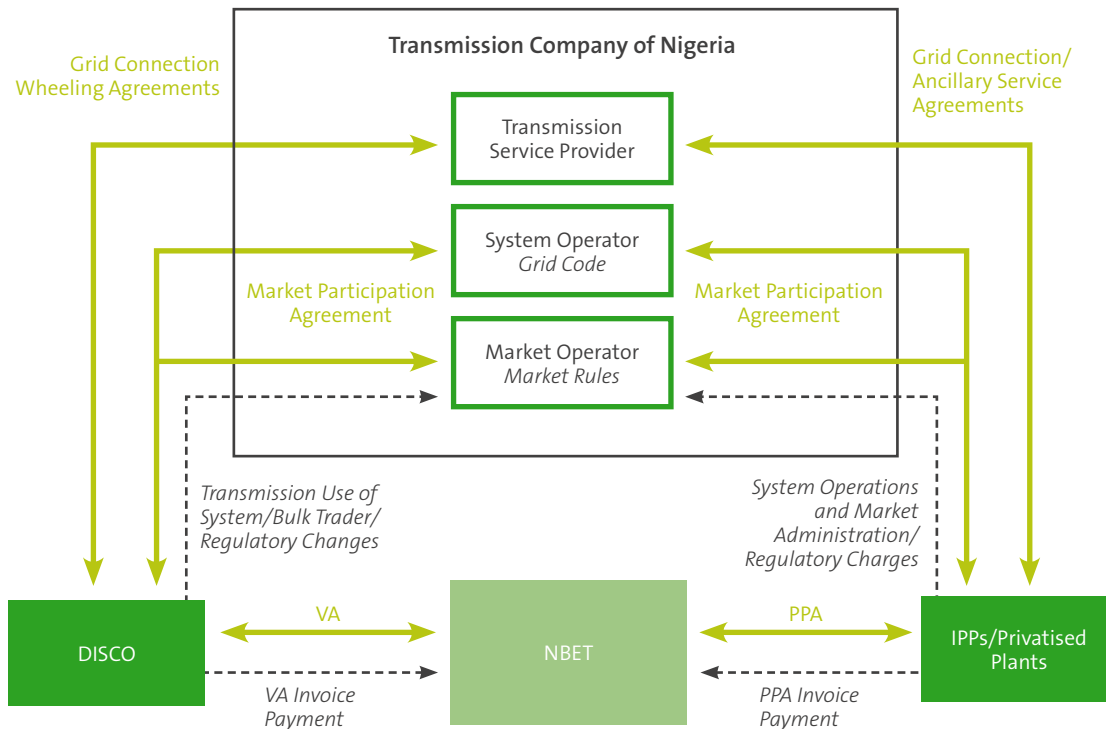 Transmission Company of Nigeria
Grid Connection
Wheeling Agreements
Grid Connection/
Ancillary Service
Agreements
Transmission
Service Provider
System Operator
Grid Code
Market Participation
Agreement
Market Participation
Agreement
Market Operator
Market Rules
Transmission Use of
System/Bulk Trader/
Regulatory Changes
System Operations
and Market
Administration/
Regulatory Charges
DISCO
VA
NBET
PPA
IPPs/Privatised
Plants
VA Invoice
Payment
PPA Invoice
Payment